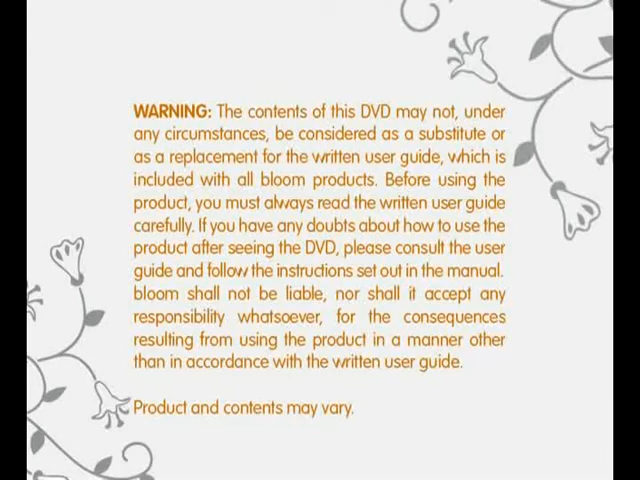 WARNING: The contents of this DVD may not, under
any circumstances, be considered as a substitute or
as a replacement for the written user guide, which is
included with all bloom products. Before using the
product, you must always read the written user guide
carefully. If you have any doubts about how to use the
product after seeing the DVD, please consult the user
guide and follow the instructions set out in the manual.
bloom shall not be liable, nor shall it accept any
responsibility whatsoever, for the consequences
resulting from using the product in a manner other
than in accordance with the written user guide.
Product and contents may vary.